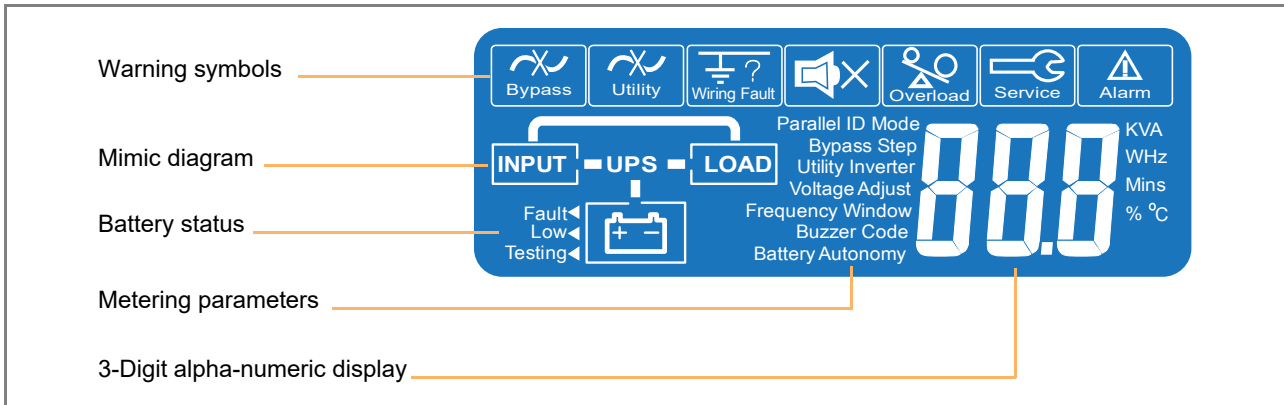 Warning symbols
Bypass
Utility
?
Wiring Fault
Overload
Service
!
Alarm
Mimic diagram
INPUT UPS LOAD
Battery status
Fault
Low
Testing
+ −
Parallel ID Mode
Bypass Step
Utility Inverter
Voltage Adjust
Frequency Window
Buzzer Code
Battery Autonomy
88.8
KVA
WHz
Mins
% °C
Metering parameters
3-Digit alpha-numeric display